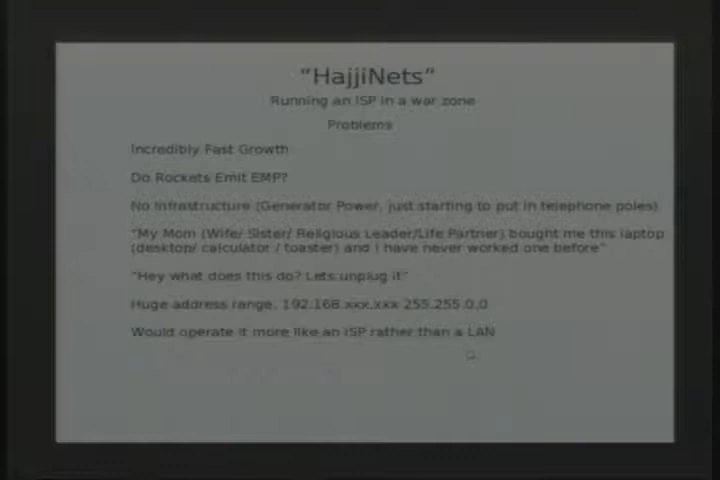 “HajjiNets”
Running an ISP in a war zone
Problems
Incredibly Fast Growth
Do Rockets Emit EMP?
No Infrastructure (Generator Power, just starting to put in telephone poles)
“My Mom (Wife/ Sister/ Religious Leader/Life Partner) bought me this laptop
(desktop/ calculator / toaster) and I have never worked one before”
“Hey what does this do? Lets unplug it”
Huge address range, 192.168.xxx.xxx 255.255.0.0
Would operate it more like an ISP rather than a LAN